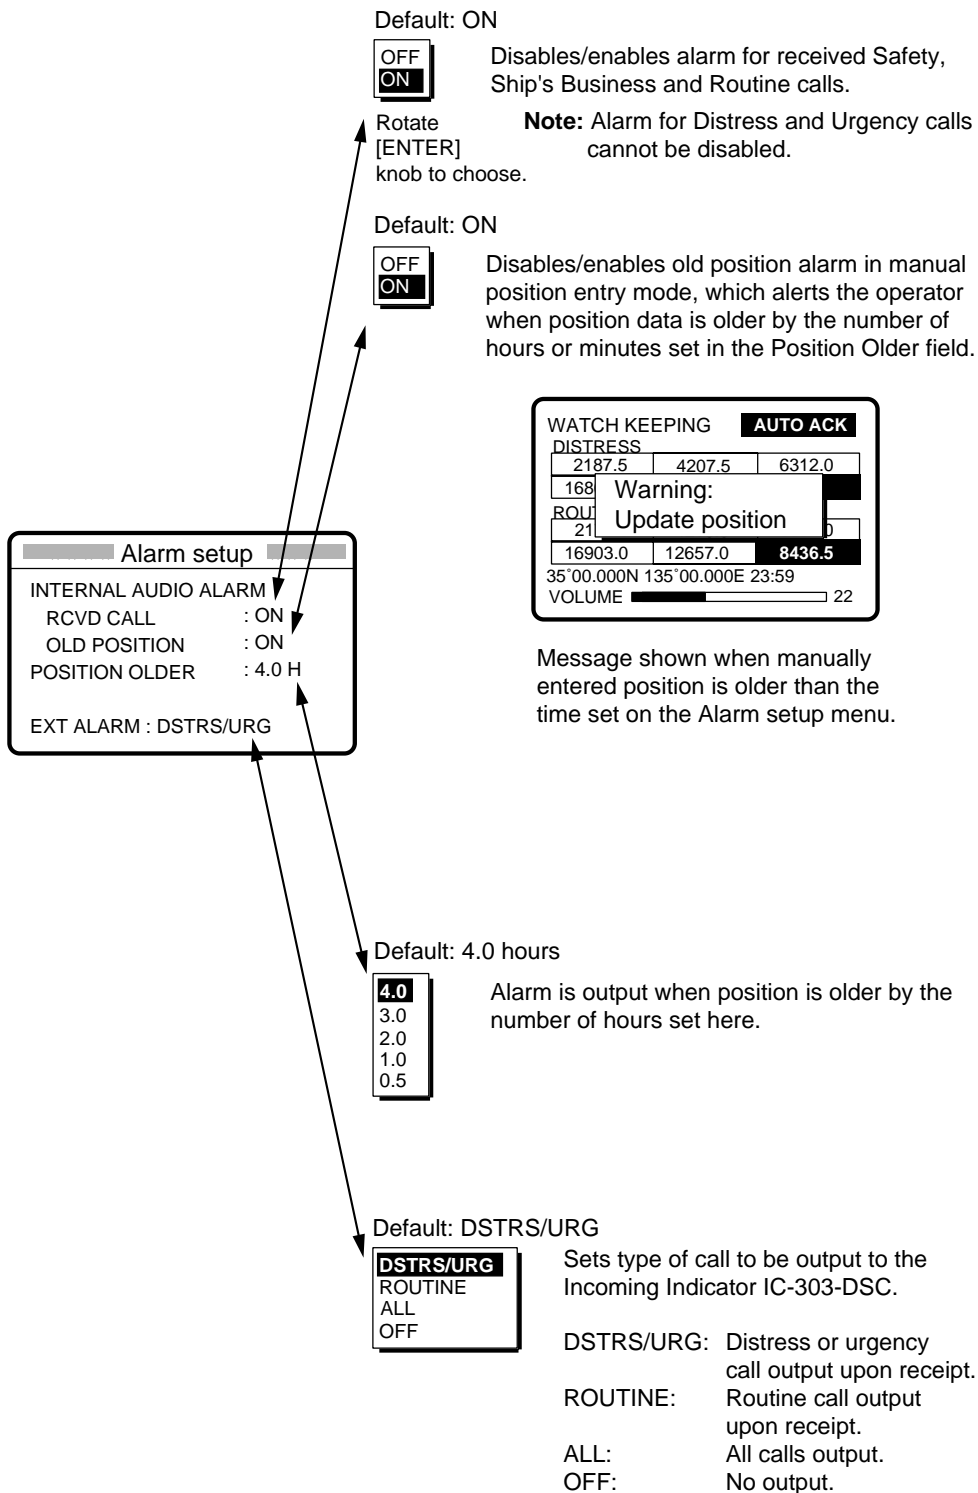 Default: ON
OFF
ON
Disables/enables alarm for received Safety,
Ship's Business and Routine calls.
Rotate
[ENTER]
knob to choose.
Note: Alarm for Distress and Urgency calls
cannot be disabled.
Default: ON
OFF
ON
Disables/enables old position alarm in manual
position entry mode, which alerts the operator
when position data is older by the number of
hours or minutes set in the Position Older field.
WATCH KEEPING AUTO ACK
DISTRESS
2187.5 4207.5 6312.0
Warning:
Update position
16903.0 12657.0 8436.5
35°00.000N 135°00.000E 23:59
VOLUME 22
Message shown when manually
entered position is older than the
time set on the Alarm setup menu.
Alarm setup
INTERNAL AUDIO ALARM
RCVD CALL : ON
OLD POSITION : ON
POSITION OLDER : 4.0 H
EXT ALARM : DSTRS/URG
Default: 4.0 hours
4.0
3.0
2.0
1.0
0.5
Alarm is output when position is older by the
number of hours set here.
Default: DSTRS/URG
DSTRS/URG
ROUTINE
ALL
OFF
Sets type of call to be output to the
Incoming Indicator IC-303-DSC.
DSTRS/URG: Distress or urgency
call output upon receipt.
ROUTINE: Routine call output
upon receipt.
ALL: All calls output.
OFF: No output.